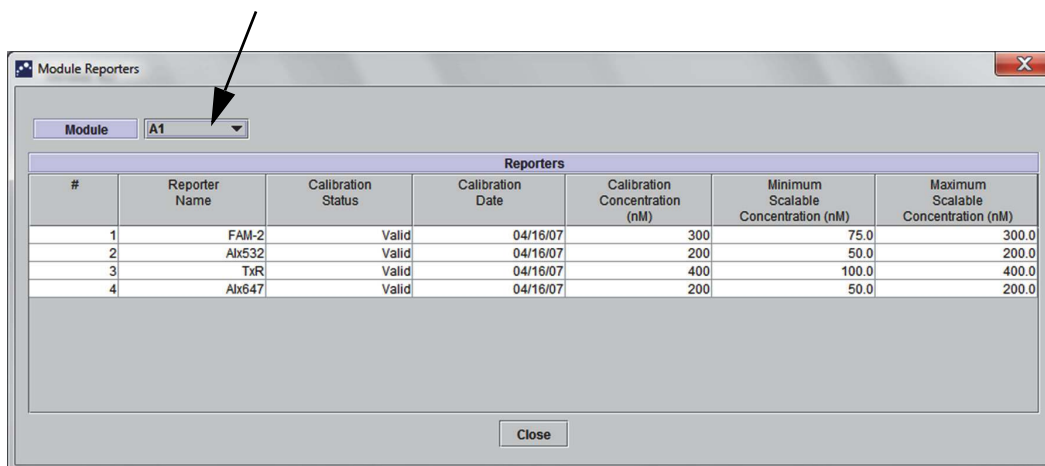 Module Reporters
X
Module A1
Reporters
# Reporter Name Calibration Status Calibration Date Calibration Concentration (nM) Minimum Scalable Concentration (nM) Maximum Scalable Concentration (nM)
1 FAM-2 Valid 04/16/07 300 75.0 300.0
2 Alx532 Valid 04/16/07 200 50.0 200.0
3 TxR Valid 04/16/07 400 100.0 400.0
4 Alx647 Valid 04/16/07 200 50.0 200.0
Close